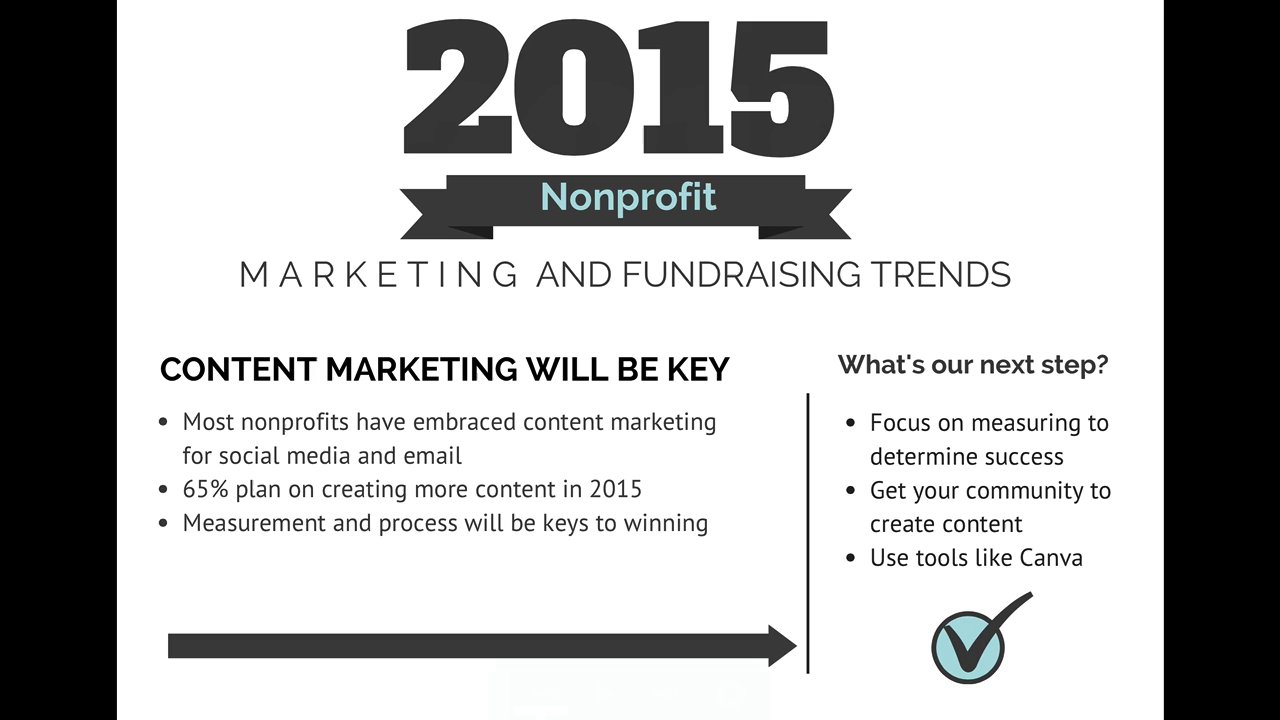 2015
Nonprofit
MARKETING AND FUNDRAISING TRENDS
CONTENT MARKETING WILL BE KEY
• Most nonprofits have embraced content marketing
for social media and email
• 65% plan on creating more content in 2015
• Measurement and process will be keys to winning
What's our next step?
• Focus on measuring to
determine success
• Get your community to
create content
• Use tools like Canva